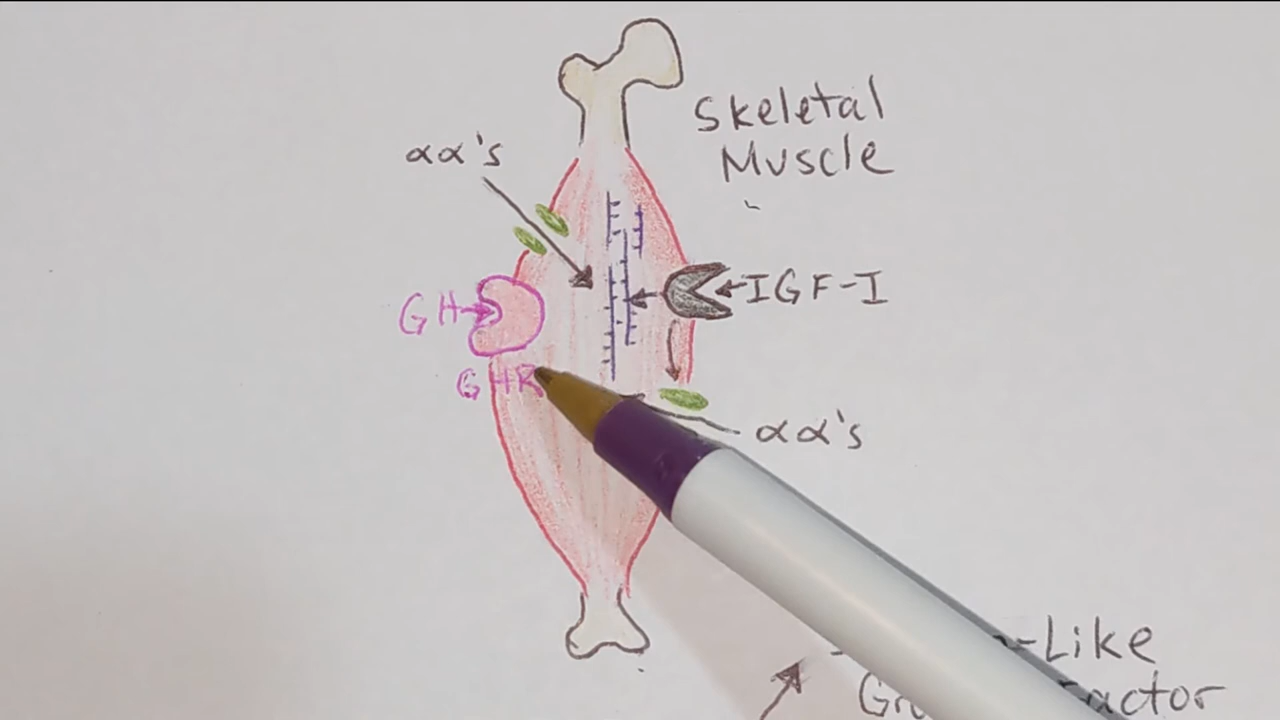 Skeletal
Muscle
αα's
IGF-I
GH
GHR
αα's
-Like